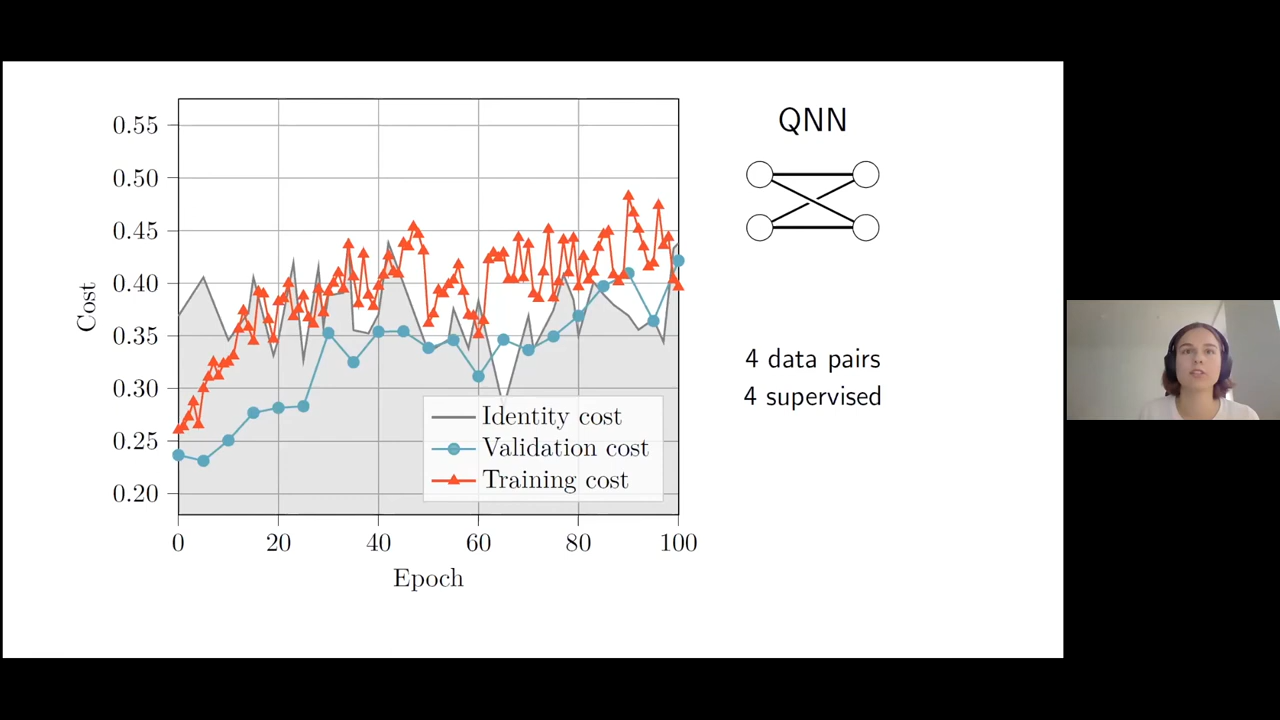 0.55
0.50
0.45
0.40
0.35
0.30
0.25
0.20
Cost
0
20
40
60
80
100
Epoch
Identity cost
Validation cost
Training cost
QNN
4 data pairs
4 supervised